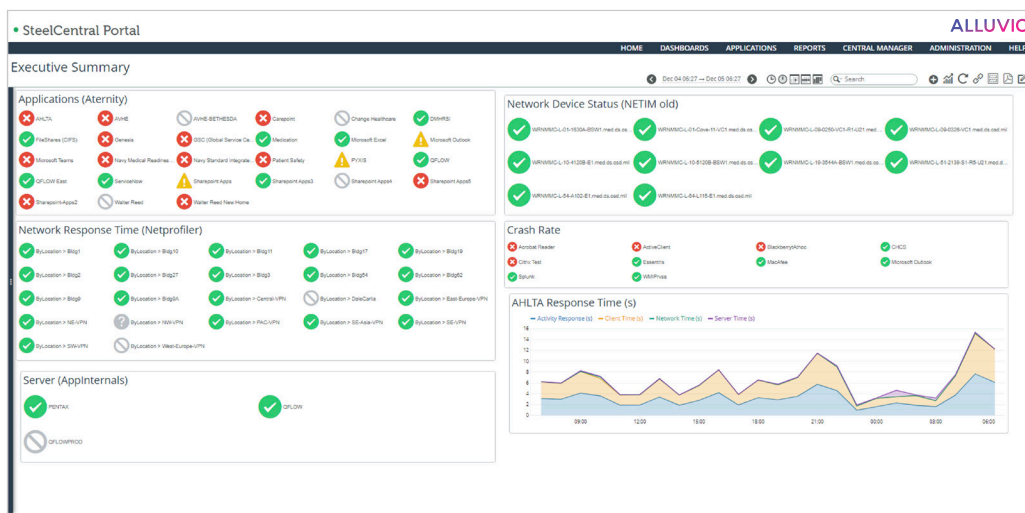 SteelCentral Portal
ALLUVIO
HOME DASHBOARDS APPLICATIONS REPORTS CENTRAL MANAGER ADMINISTRATION HELP
Executive Summary
Dec 04 06:27 → Dec 05 06:27
Search
Applications (Aternity)
AHLTA AVHE AVHE-BETHESDA Carepoint Change Healthcare DMHRSi
FileShares (CIFS) Genesis GSC (Global Service Ce... Medication Microsoft Excel Microsoft Outlook
Microsoft Teams Navy Medical Readines... Navy Standard Integrate... Patient Safety PYXIS QFLOW
QFLOW East ServiceNow Sharepoint Apps Sharepoint Apps3 Sharepoint Apps4 Sharepoint Apps5
Sharepoint-Apps2 Walter Reed Walter Reed New Home
Network Response Time (Netprofiler)
ByLocation > Bldg1 ByLocation > Bldg10 ByLocation > Bldg11 ByLocation > Bldg17 ByLocation > Bldg19
ByLocation > Bldg2 ByLocation > Bldg27 ByLocation > Bldg3 ByLocation > Bldg54 ByLocation > Bldg62
ByLocation > Bldg9 ByLocation > Bldg9A ByLocation > Central-VPN ByLocation > ByLocation > East-Europe-VPN
ByLocation > NE-VPN ByLocation > NW-VPN ByLocation > PAC-VPN ByLocation > SE-Asia-VPN ByLocation > SE-VPN
ByLocation > SW-VPN ByLocation > West-Europe-VPN
Server (AppInternals)
PENTAK QFLOW
QFLOWPROD
Network Device Status (NETIM old)
Crash Rate
Acrobat Reader ActivClient CHCS
Citrix Test Essentris MacAfee Microsoft Outlook
Splunk WMIPrvse
AHLTA Response Time (s)
Activity Response (s) Client Time (s) Network Time (s) Server Time (s)
16
14
12
10
8
6
4
2
0
09:00 12:00 15:00 18:00 21:00 00:00 03:00 06:00